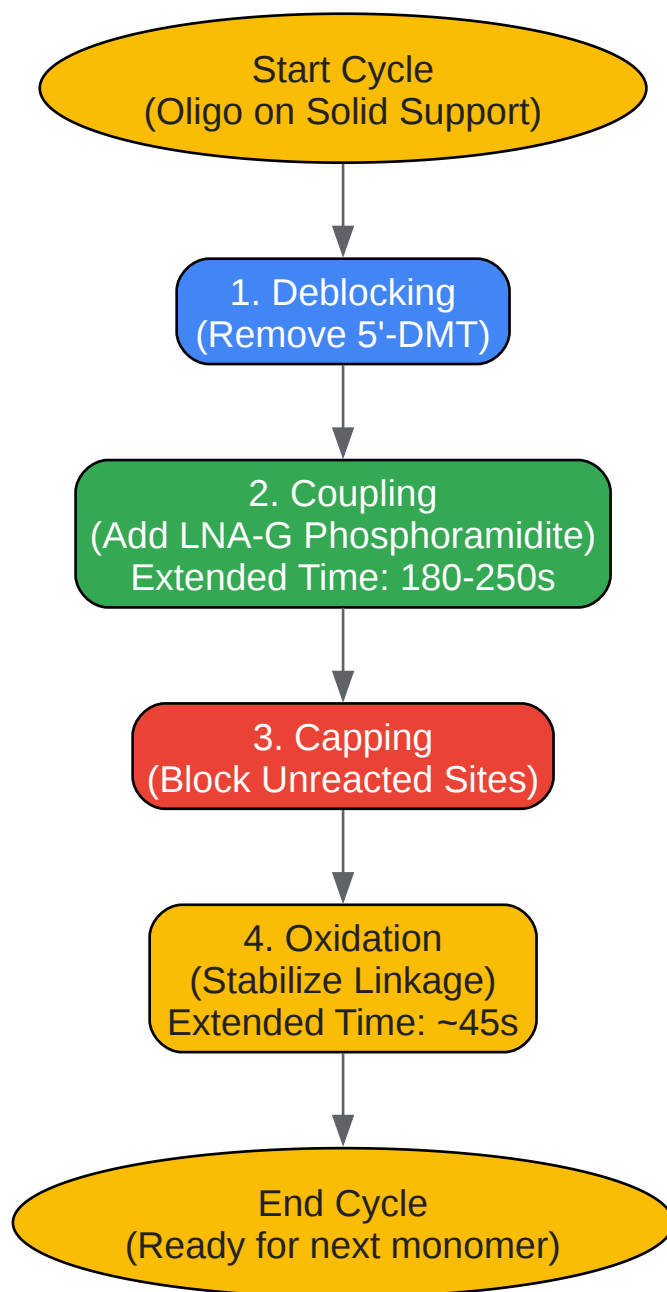 Start Cycle
(Oligo on Solid Support)
1. Deblocking
(Remove 5'-DMT)
2. Coupling
(Add LNA-G Phosphoramidite)
Extended Time: 180-250s
3. Capping
(Block Unreacted Sites)
4. Oxidation
(Stabilize Linkage)
Extended Time: ~45s
End Cycle
(Ready for next monomer)